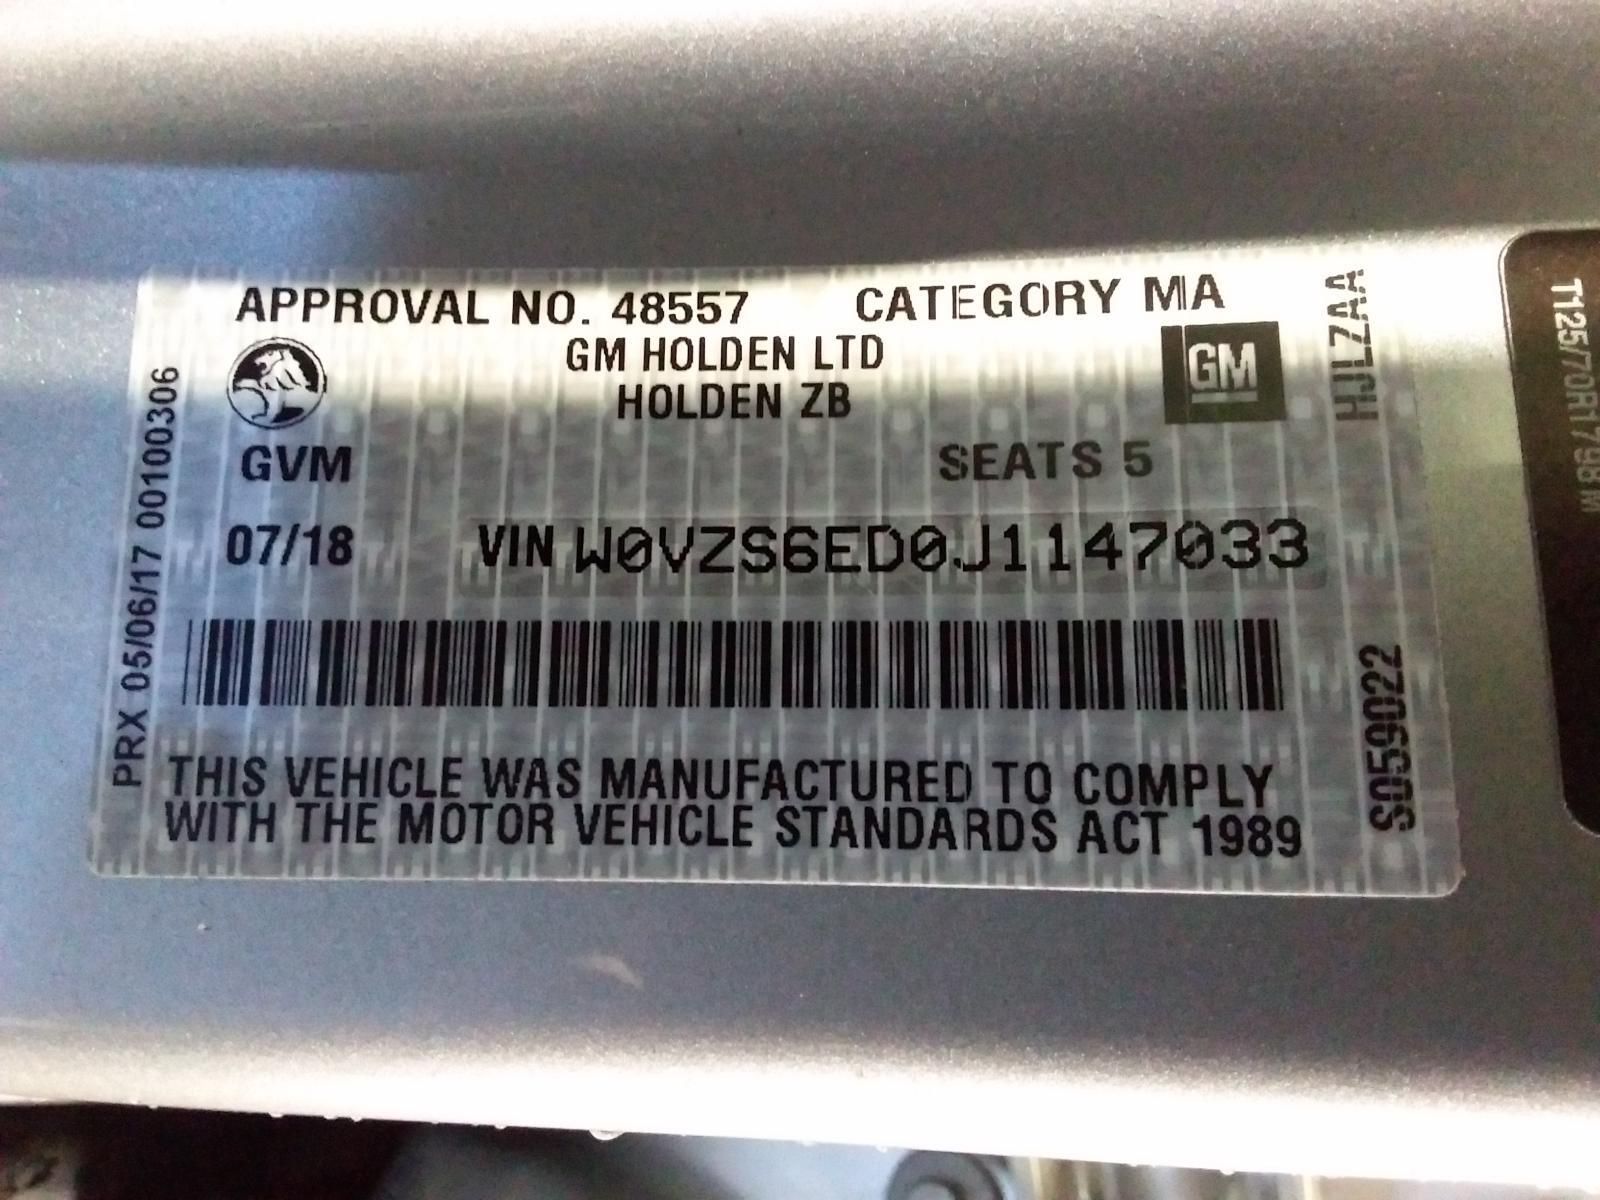 APPROVAL NO. 48557 CATEGORY MA
GM HOLDEN LTD
GM
HOLDEN ZB
GVM SEATS 5
07/18 VIN W0VZS6ED0J1147033
THIS VEHICLE WAS MANUFACTURED TO COMPLY
WITH THE MOTOR VEHICLE STANDARDS ACT 1989
PRX 05/06/17 00100306
HJLZAA
S059022
T125/70R17 98M